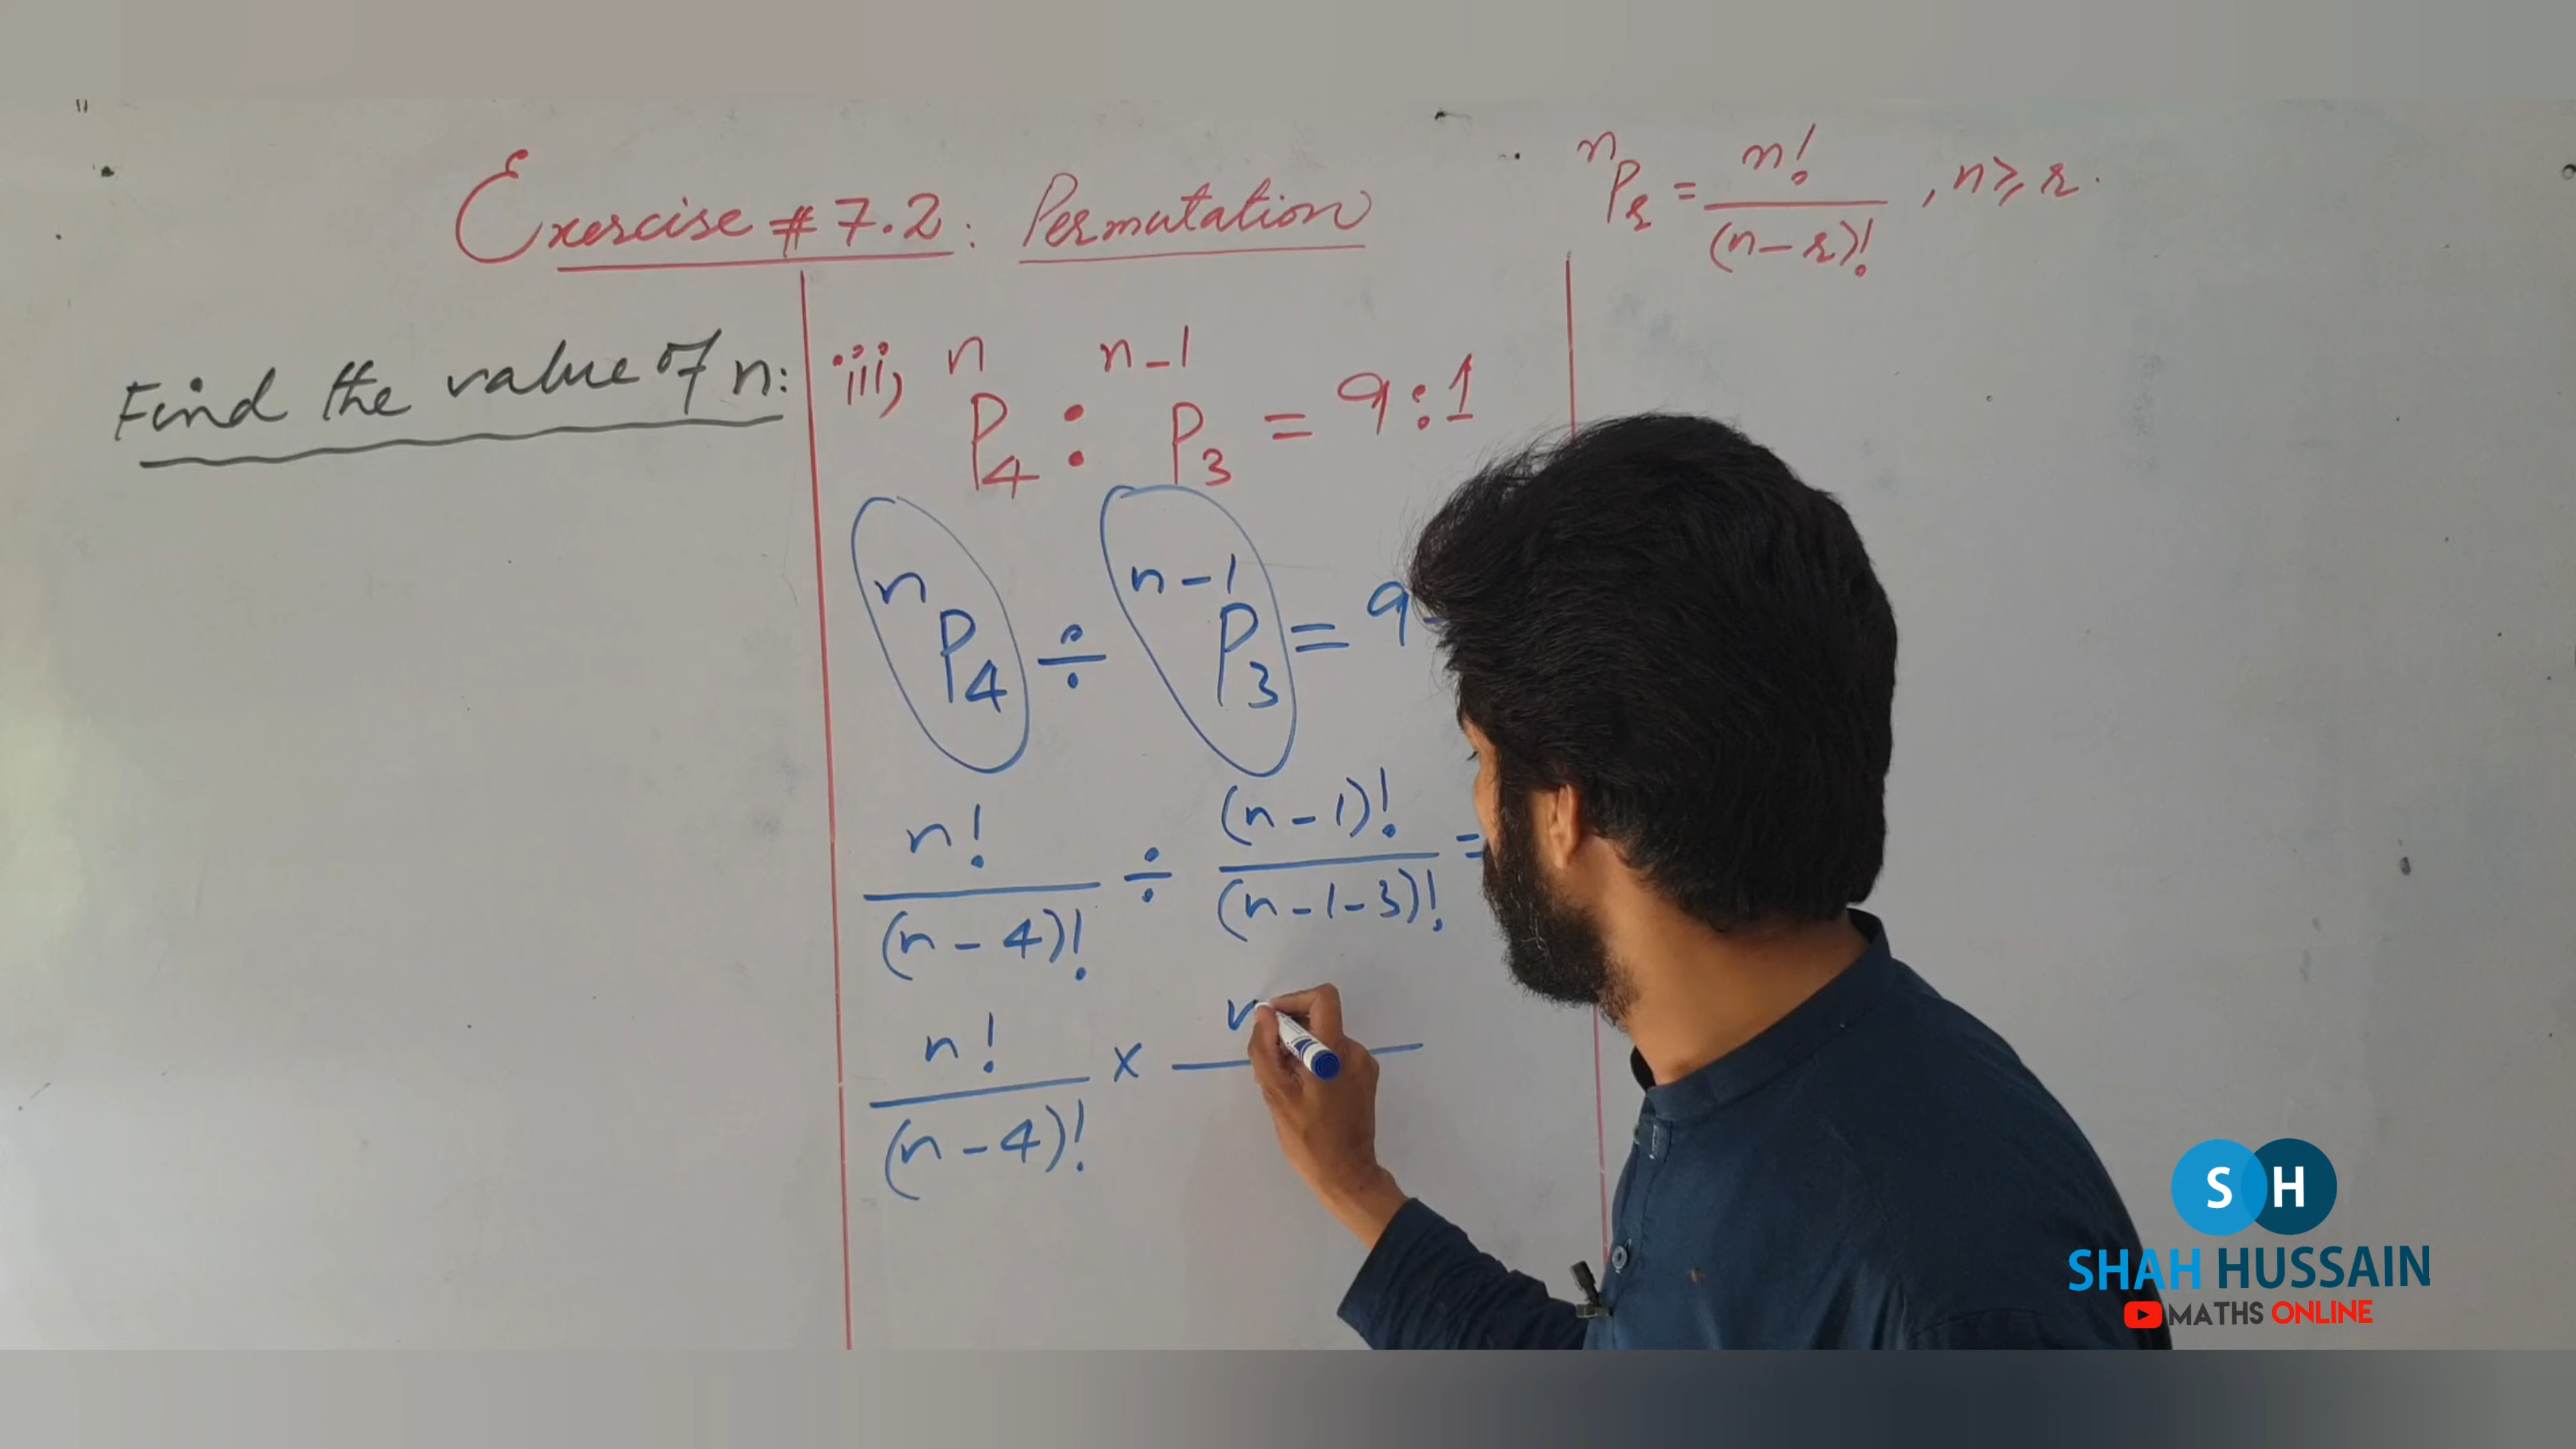 Exercise # 7.2: Permutation
ⁿPᵣ = n!/(n-r)! , n ≥ r.
Find the value of n:
iii, ⁿP₄ : ⁿ⁻¹P₃ = 9:1
ⁿP₄ ÷ ⁿ⁻¹P₃ = 9
n!/(n-4)! ÷ (n-1)!/(n-1-3)! =
n!/(n-4)! ×
SH
SHAH HUSSAIN
MATHS ONLINE